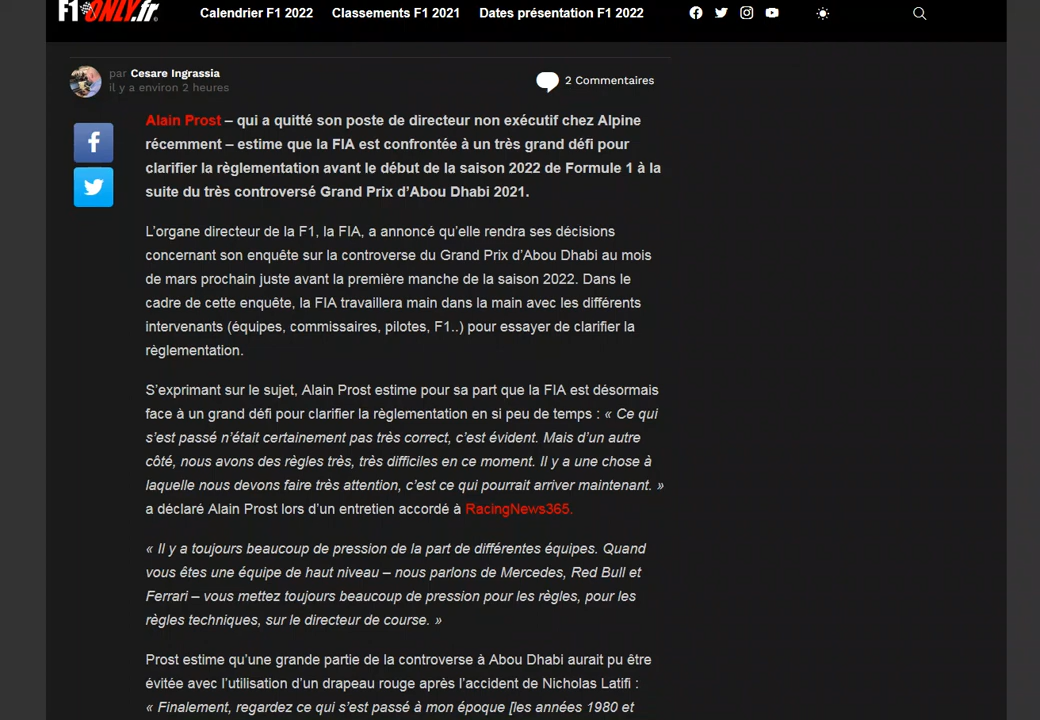 F1ONLY.fr
Calendrier F1 2022
Classements F1 2021
Dates présentation F1 2022
par Cesare Ingrassia
il y a environ 2 heures
2 Commentaires
Alain Prost – qui a quitté son poste de directeur non exécutif chez Alpine
récemment – estime que la FIA est confrontée à un très grand défi pour
clarifier la règlementation avant le début de la saison 2022 de Formule 1 à la
suite du très controversé Grand Prix d’Abou Dhabi 2021.
L’organe directeur de la F1, la FIA, a annoncé qu’elle rendra ses décisions
concernant son enquête sur la controverse du Grand Prix d’Abou Dhabi au mois
de mars prochain juste avant la première manche de la saison 2022. Dans le
cadre de cette enquête, la FIA travaillera main dans la main avec les différents
intervenants (équipes, commissaires, pilotes, F1..) pour essayer de clarifier la
règlementation.
S’exprimant sur le sujet, Alain Prost estime pour sa part que la FIA est désormais
face à un grand défi pour clarifier la règlementation en si peu de temps : « Ce qui
s’est passé n’était certainement pas très correct, c’est évident. Mais d’un autre
côté, nous avons des règles très, très difficiles en ce moment. Il y a une chose à
laquelle nous devons faire très attention, c’est ce qui pourrait arriver maintenant. »
a déclaré Alain Prost lors d’un entretien accordé à RacingNews365.
« Il y a toujours beaucoup de pression de la part de différentes équipes. Quand
vous êtes une équipe de haut niveau – nous parlons de Mercedes, Red Bull et
Ferrari – vous mettez toujours beaucoup de pression pour les règles, pour les
règles techniques, sur le directeur de course. »
Prost estime qu’une grande partie de la controverse à Abou Dhabi aurait pu être
évitée avec l’utilisation d’un drapeau rouge après l’accident de Nicholas Latifi :
« Finalement, regardez ce qui s’est passé à mon époque [les années 1980 et